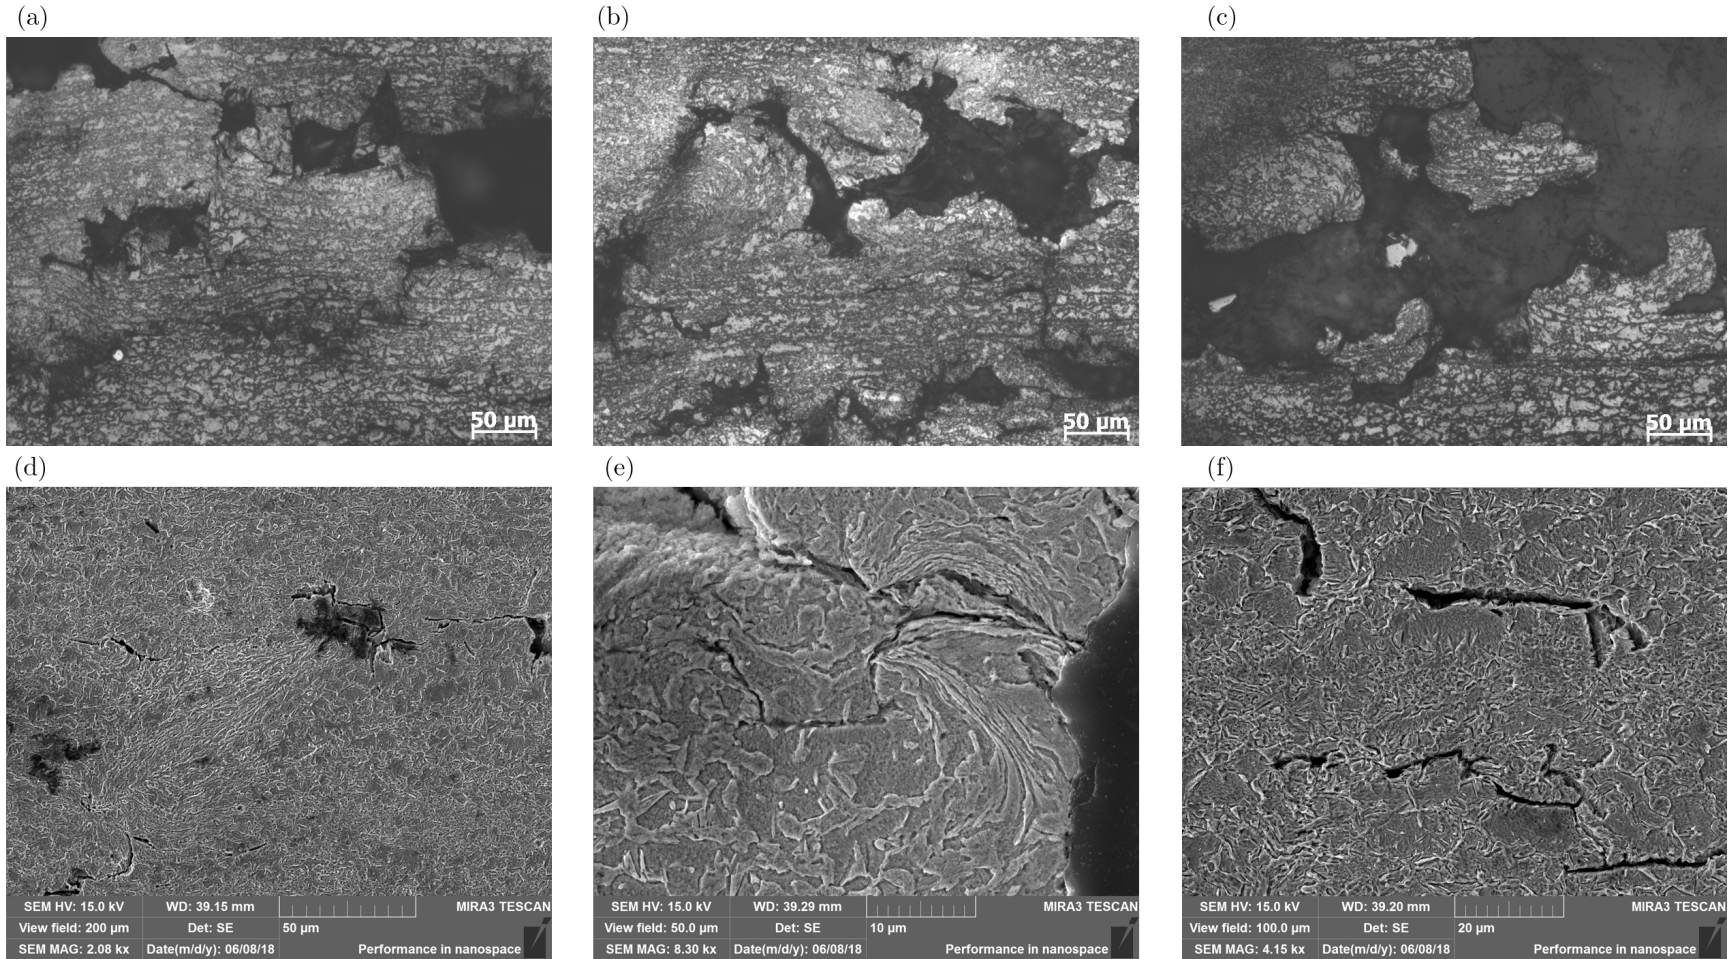 (a)
(b)
(c)
50 µm
50 µm
50 µm
(d)
(e)
(f)
SEM HV: 15.0 kV
WD: 39.15 mm
MIRA3 TESCAN
View field: 200 µm
Det: SE
50 µm
SEM MAG: 2.08 kx
Date(m/d/y): 06/08/18
Performance in nanospace
SEM HV: 15.0 kV
WD: 39.29 mm
MIRA3 TESCAN
View field: 50.0 µm
Det: SE
10 µm
SEM MAG: 8.30 kx
Date(m/d/y): 06/08/18
Performance in nanospace
SEM HV: 15.0 kV
WD: 39.20 mm
MIRA3 TESCAN
View field: 100.0 µm
Det: SE
20 µm
SEM MAG: 4.15 kx
Date(m/d/y): 06/08/18
Performance in nanospace